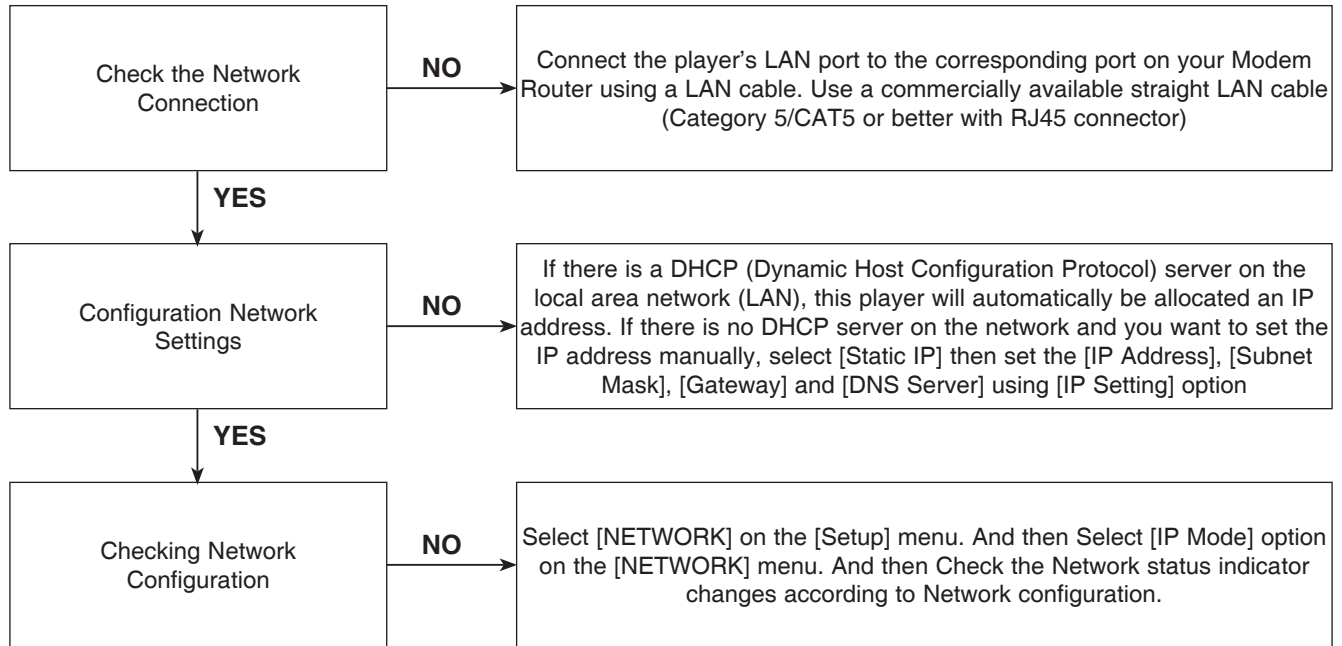 Check the Network
Connection
NO
Connect the player’s LAN port to the corresponding port on your Modem
Router using a LAN cable. Use a commercially available straight LAN cable
(Category 5/CAT5 or better with RJ45 connector)
YES
Configuration Network
Settings
NO
If there is a DHCP (Dynamic Host Configuration Protocol) server on the
local area network (LAN), this player will automatically be allocated an IP
address. If there is no DHCP server on the network and you want to set the
IP address manually, select [Static IP] then set the [IP Address], [Subnet
Mask], [Gateway] and [DNS Server] using [IP Setting] option
YES
Checking Network
Configuration
NO
Select [NETWORK] on the [Setup] menu. And then Select [IP Mode] option
on the [NETWORK] menu. And then Check the Network status indicator
changes according to Network configuration.